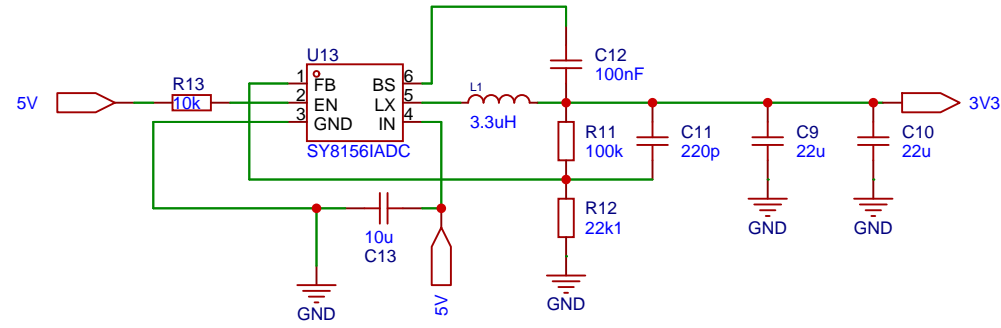 U13
C12
100nF
1
FB
BS
6
R13
10k
2
EN
LX
5
L1
3.3uH
3
GND
IN
4
5V
3V3
SY8156IADC
R11
100k
C11
220p
C9
22u
C10
22u
10u
C13
R12
22k1
GND
GND
5V
GND
GND
GND